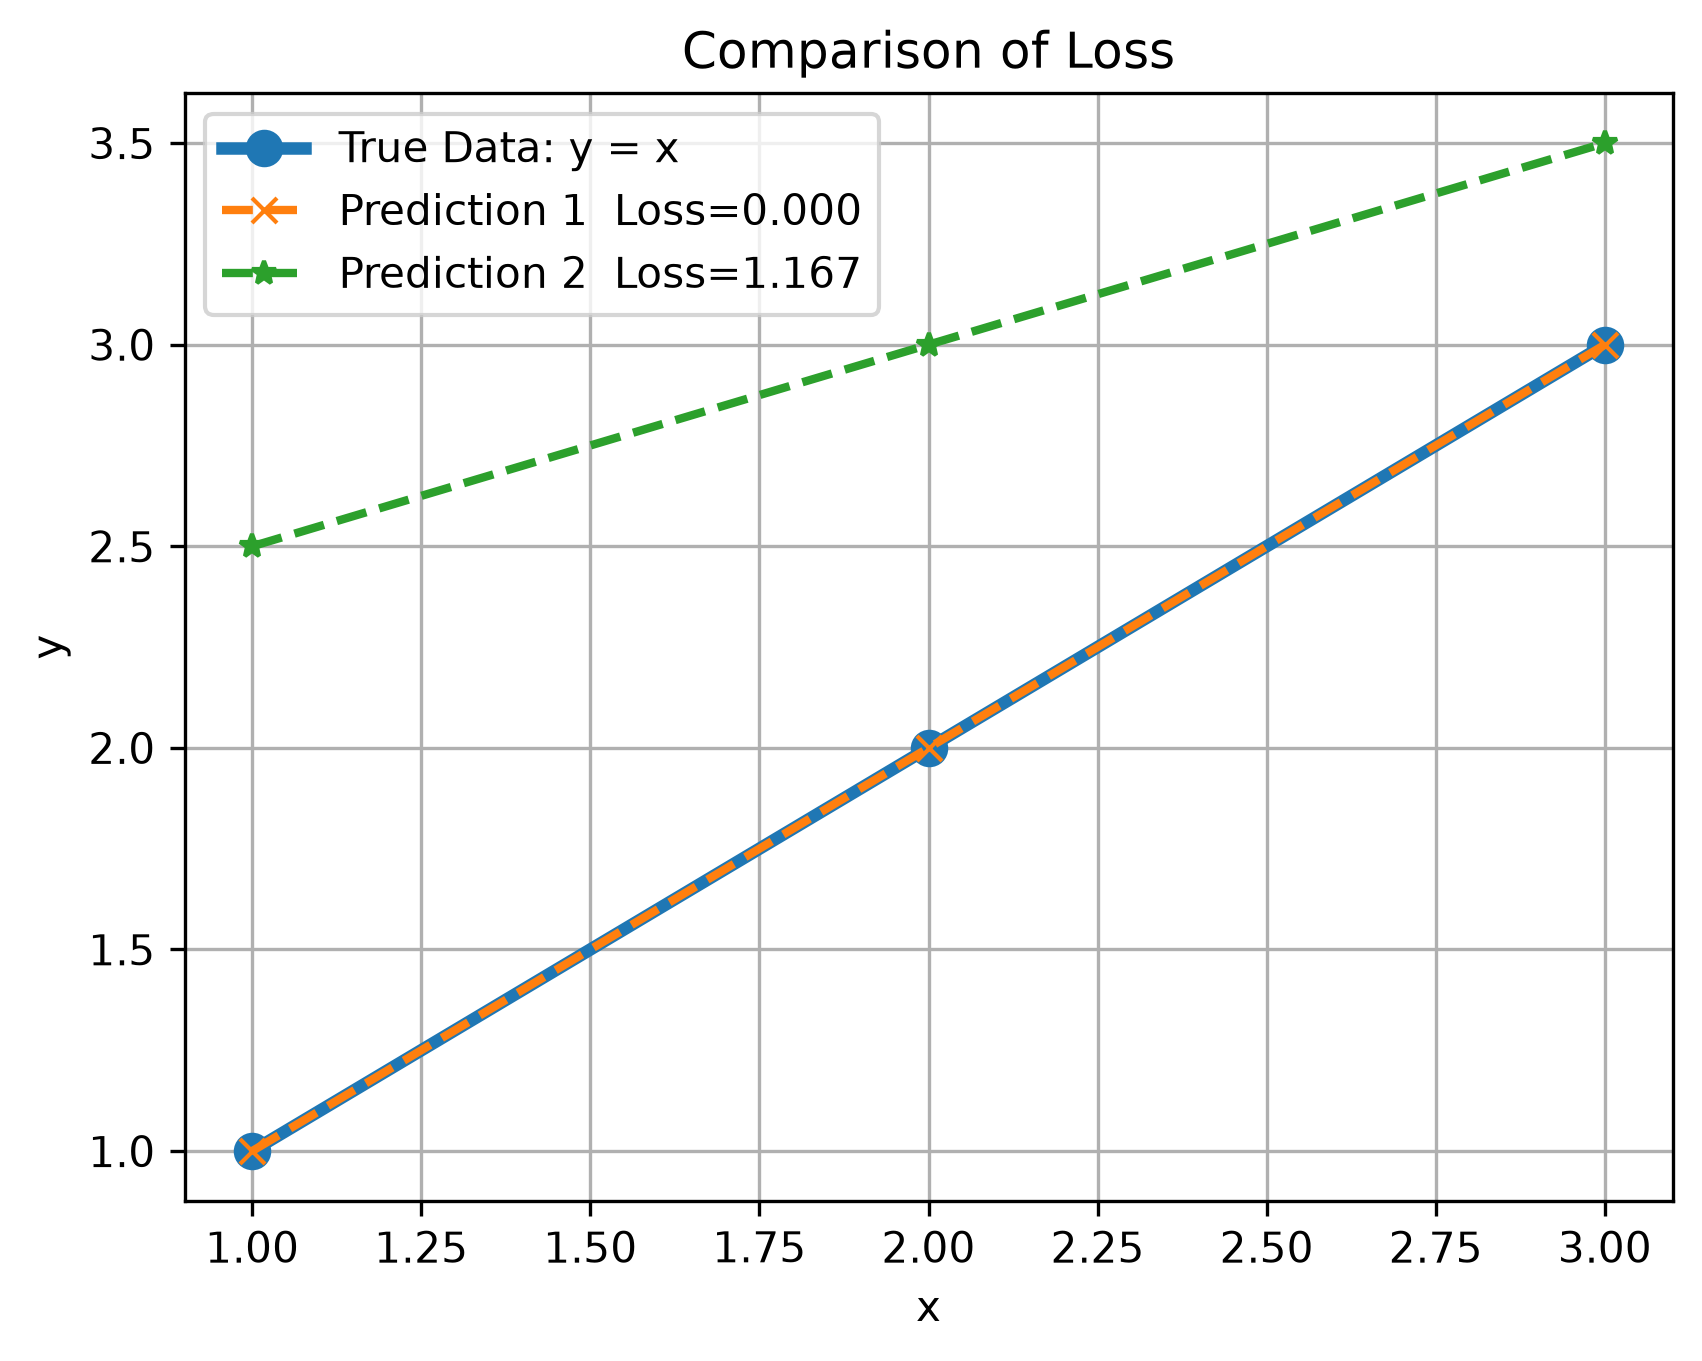 Comparison of Loss
True Data: y = x
Prediction 1  Loss=0.000
Prediction 2  Loss=1.167
y
3.5
3.0
2.5
2.0
1.5
1.0
1.00 1.25 1.50 1.75 2.00 2.25 2.50 2.75 3.00
x